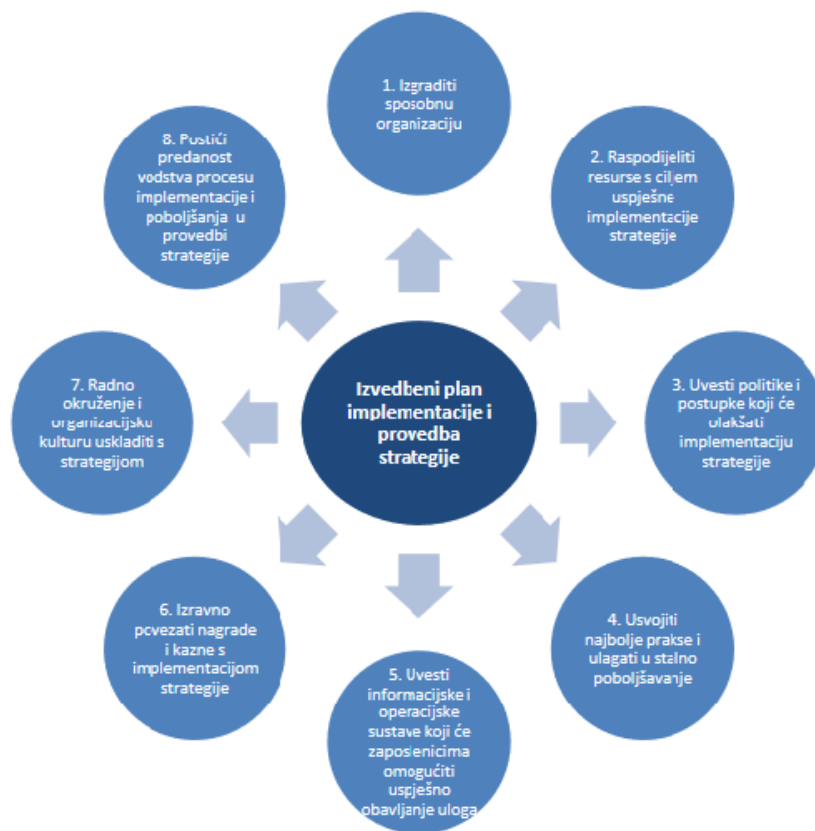 1. Izgraditi
sposobnu
organizaciju
2. Raspodijeliti
resurse s ciljem
uspješne
implementacije
strategije
3. Uvesti politike i
postupke koji će
olakšati
implementaciju
strategije
4. Usvojiti
najbolje prakse i
ulagati u stalno
poboljšavanje
5. Uvesti
informacijske i
operacijske
sustave koji će
zaposlenicima
omogućiti
uspješno
obavljanje uloga
6. Izravno
povezati nagrade
i kazne s
implementacijom
strategije
7. Radno
okruženje i
organizacijsku
kulturu uskladiti s
strategijom
8. Postići
predanost
vodstva procesu
implementacije i
poboljšanja u
provedbi
strategije
Izvedbeni plan
implementacije i
provedba
strategije